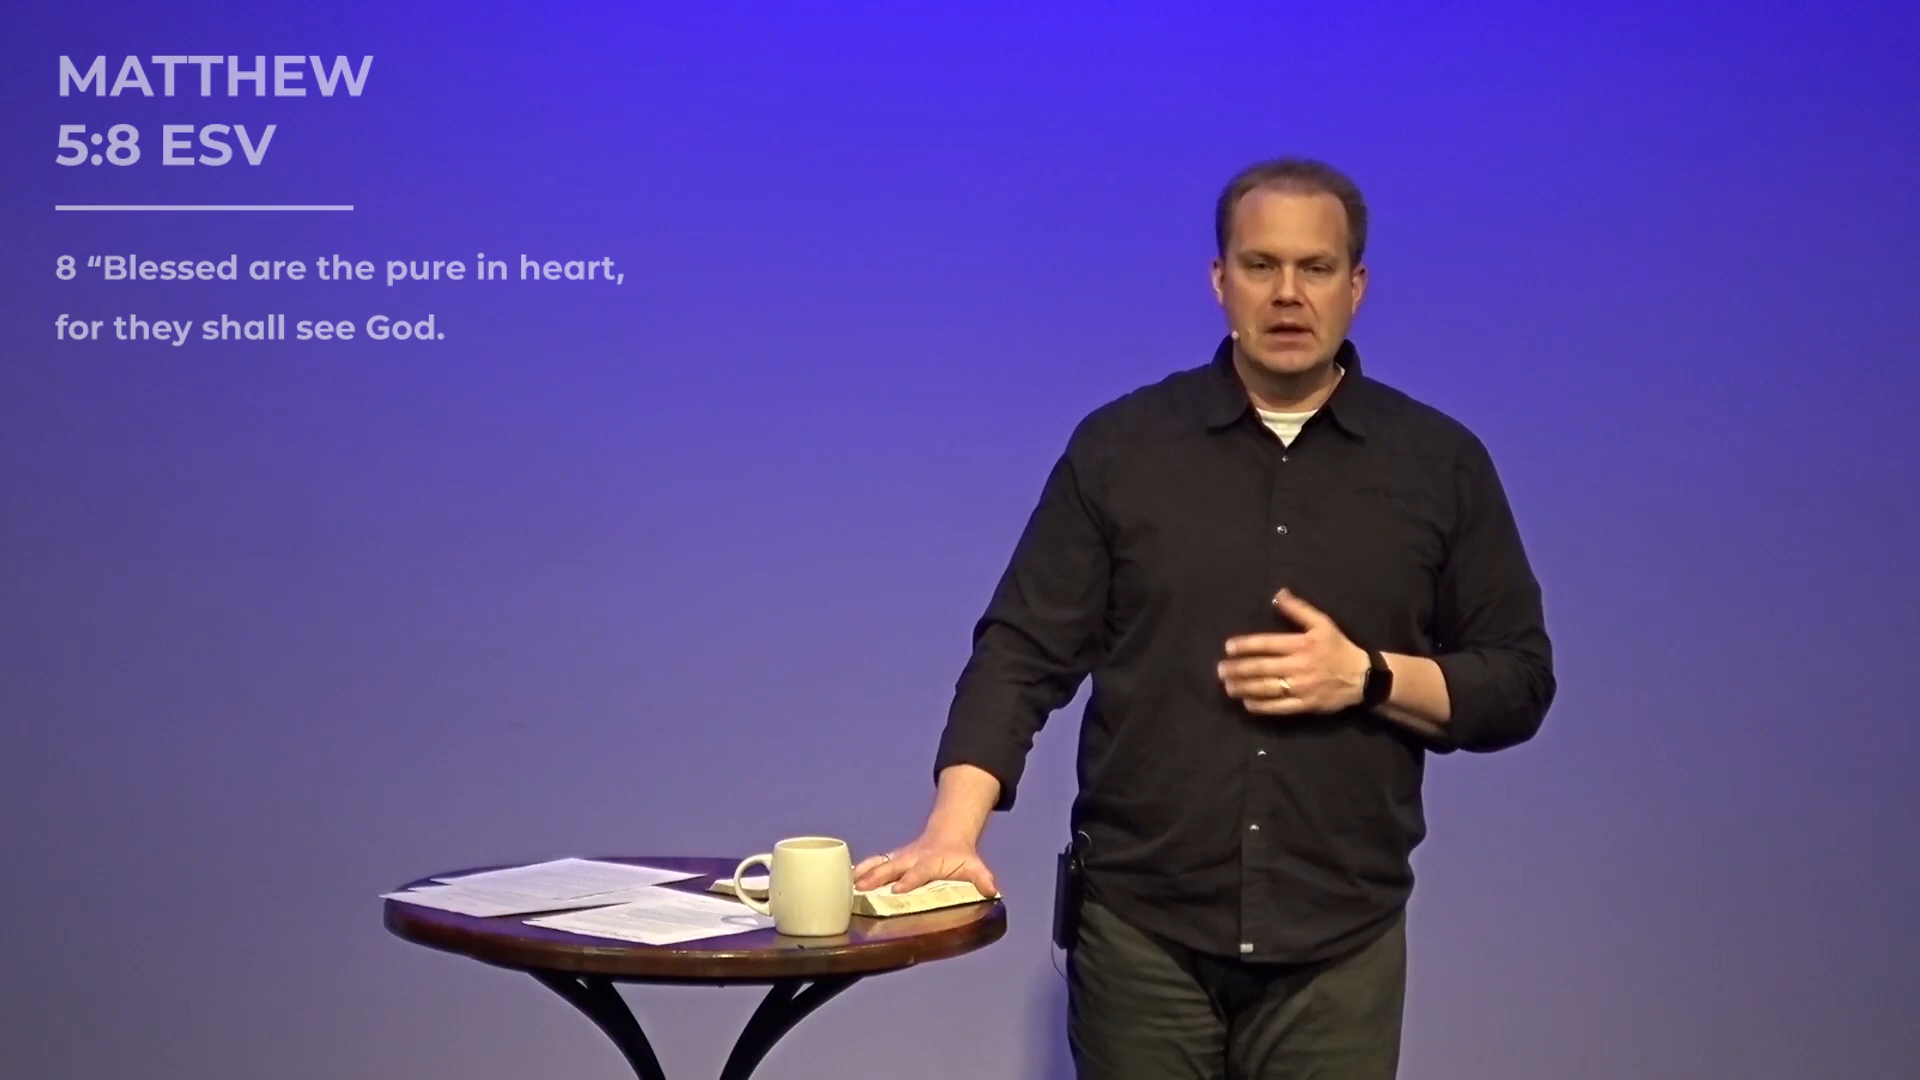 MATTHEW
5:8 ESV
8 “Blessed are the pure in heart,
for they shall see God.